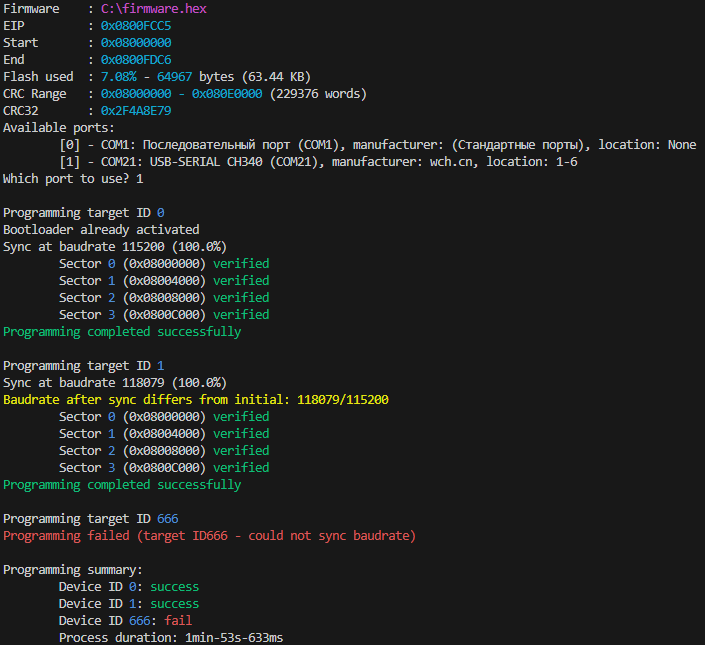 Firmware    : C:\firmware.hex
EIP         : 0x0800FCC5
Start       : 0x08000000
End         : 0x0800FDC6
Flash used  : 7.08% - 64967 bytes (63.44 KB)
CRC Range   : 0x08000000 - 0x080E0000 (229376 words)
CRC32       : 0x2F4A8E79
Available ports:
        [0] - COM1: Последовательный порт (COM1), manufacturer: (Стандартные порты), location: None
        [1] - COM21: USB-SERIAL CH340 (COM21), manufacturer: wch.cn, location: 1-6
Which port to use? 1
Programming target ID 0
Bootloader already activated
Sync at baudrate 115200 (100.0%)
        Sector 0 (0x08000000) verified
        Sector 1 (0x08004000) verified
        Sector 2 (0x08008000) verified
        Sector 3 (0x0800C000) verified
Programming completed successfully
Programming target ID 1
Sync at baudrate 118079 (100.0%)
Baudrate after sync differs from initial: 118079/115200
        Sector 0 (0x08000000) verified
        Sector 1 (0x08004000) verified
        Sector 2 (0x08008000) verified
        Sector 3 (0x0800C000) verified
Programming completed successfully
Programming target ID 666
Programming failed (target ID666 - could not sync baudrate)
Programming summary:
        Device ID 0: success
        Device ID 1: success
        Device ID 666: fail
        Process duration: 1min-53s-633ms